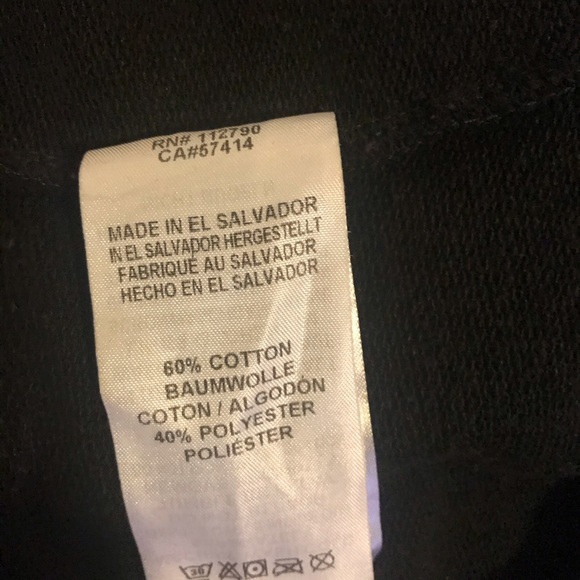 RN# 112790
CA#57414
MADE IN EL SALVADOR
IN EL SALVADOR HERGESTELLT
FABRIQUÉ AU SALVADOR
HECHO EN EL SALVADOR
60% COTTON
BAUMWOLLE
COTON / ALGODÓN
40% POLYESTER
POLIÉSTER
30